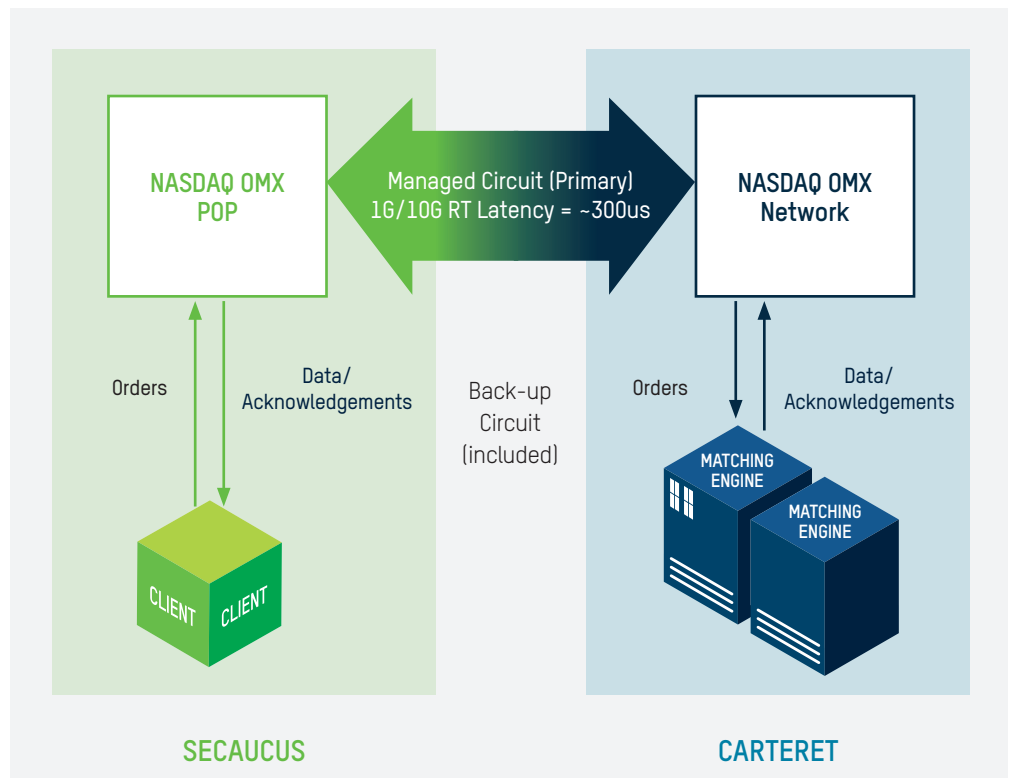 NASDAQ OMX
POP
Managed Circuit (Primary)
1G/10G RT Latency = ~300us
NASDAQ OMX
Network
Orders
Data/
Acknowledgements
Back-up
Circuit
(included)
Orders
Data/
Acknowledgements
MATCHING
ENGINE
MATCHING
ENGINE
CLIENT
CLIENT
SECAUCUS
CARTERET